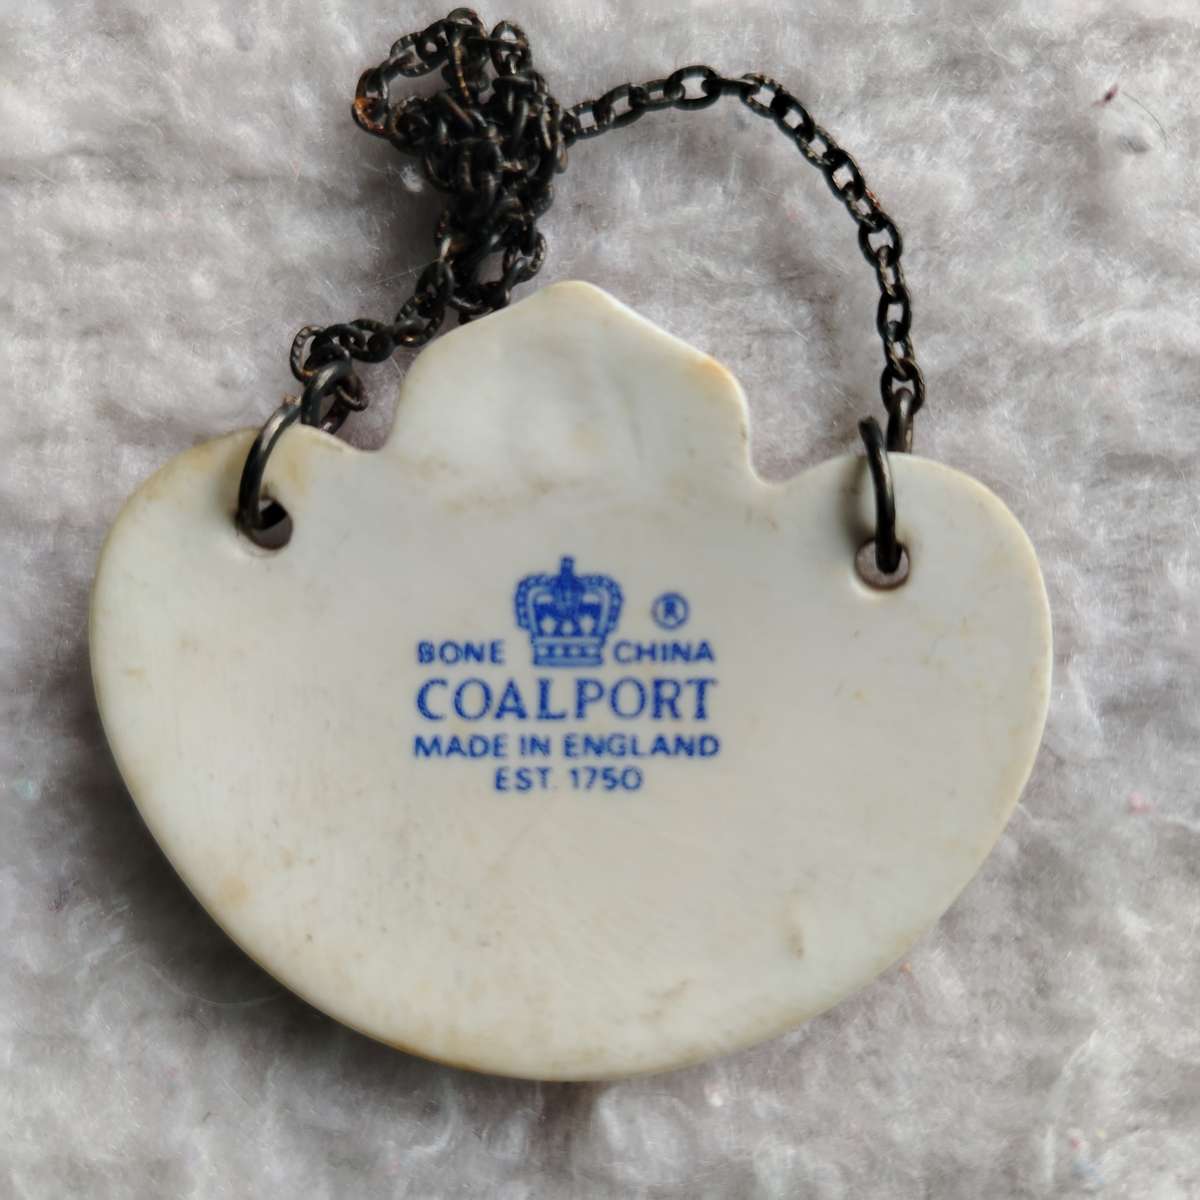 ®
BONE CHINA
COALPORT
MADE IN ENGLAND
EST. 1750